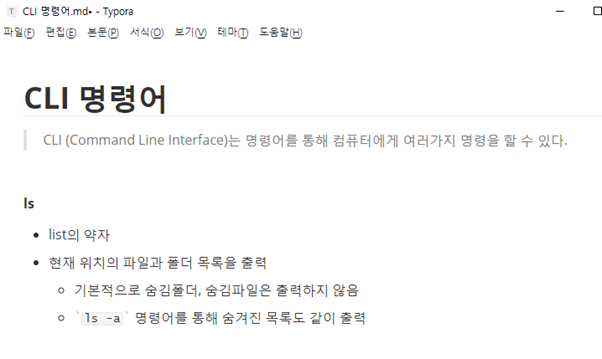 CLI 명령어.md• - Typora
파일(F) 편집(E) 본문(P) 서식(O) 보기(V) 테마(T) 도움말(H)
CLI 명령어
CLI (Command Line Interface)는 명령어를 통해 컴퓨터에게 여러가지 명령을 할 수 있다.
ls
list의 약자
현재 위치의 파일과 폴더 목록을 출력
기본적으로 숨김폴더, 숨김파일은 출력하지 않음
`ls -a` 명령어를 통해 숨겨진 목록도 같이 출력